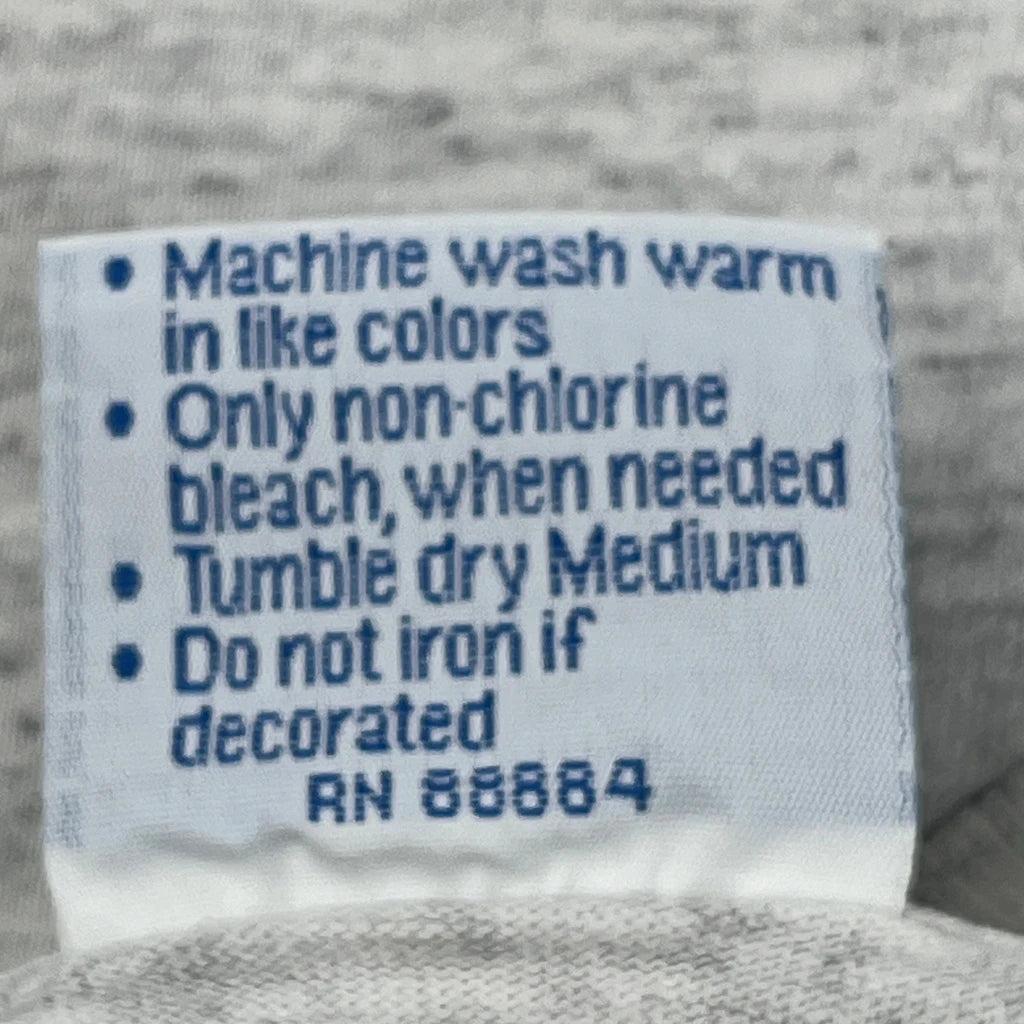 • Machine wash warm
in like colors
• Only non-chlorine
bleach, when needed
• Tumble dry Medium
• Do not iron if
decorated
RN 88884